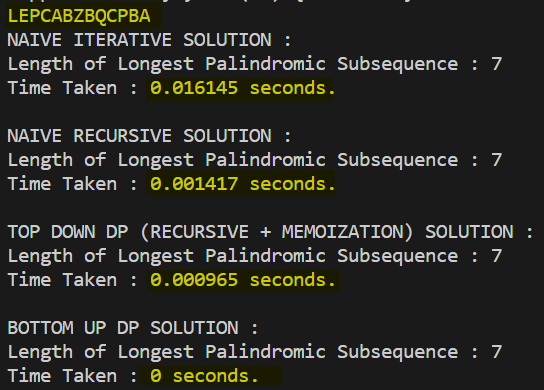 LEPCABZBQCPBA
NAIVE ITERATIVE SOLUTION :
Length of Longest Palindromic Subsequence : 7
Time Taken : 0.016145 seconds.
NAIVE RECURSIVE SOLUTION :
Length of Longest Palindromic Subsequence : 7
Time Taken : 0.001417 seconds.
TOP DOWN DP (RECURSIVE + MEMOIZATION) SOLUTION :
Length of Longest Palindromic Subsequence : 7
Time Taken : 0.000965 seconds.
BOTTOM UP DP SOLUTION :
Length of Longest Palindromic Subsequence : 7
Time Taken : 0 seconds.